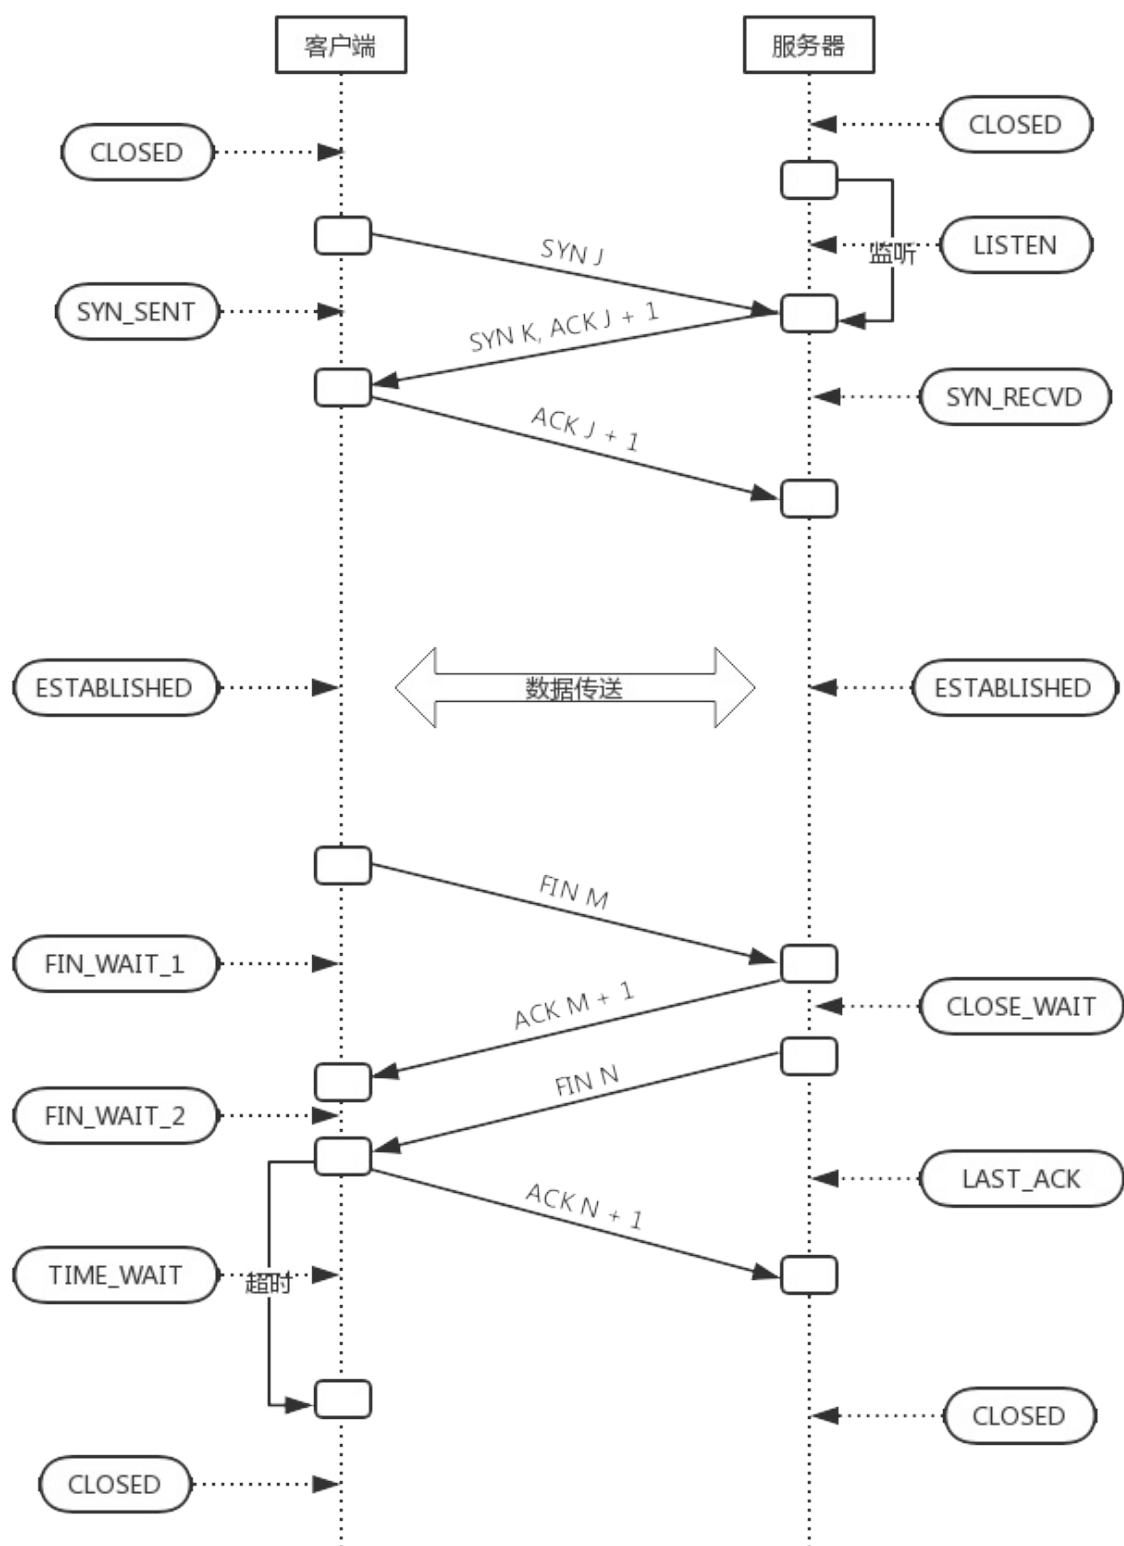 客户端
服务器
CLOSED
CLOSED
监听
LISTEN
SYN J
SYN_SENT
SYN K, ACK J + 1
SYN_RECVD
ACK J + 1
ESTABLISHED
数据传送
ESTABLISHED
FIN M
FIN_WAIT_1
ACK M + 1
CLOSE_WAIT
FIN N
FIN_WAIT_2
LAST_ACK
ACK N + 1
TIME_WAIT
超时
CLOSED
CLOSED